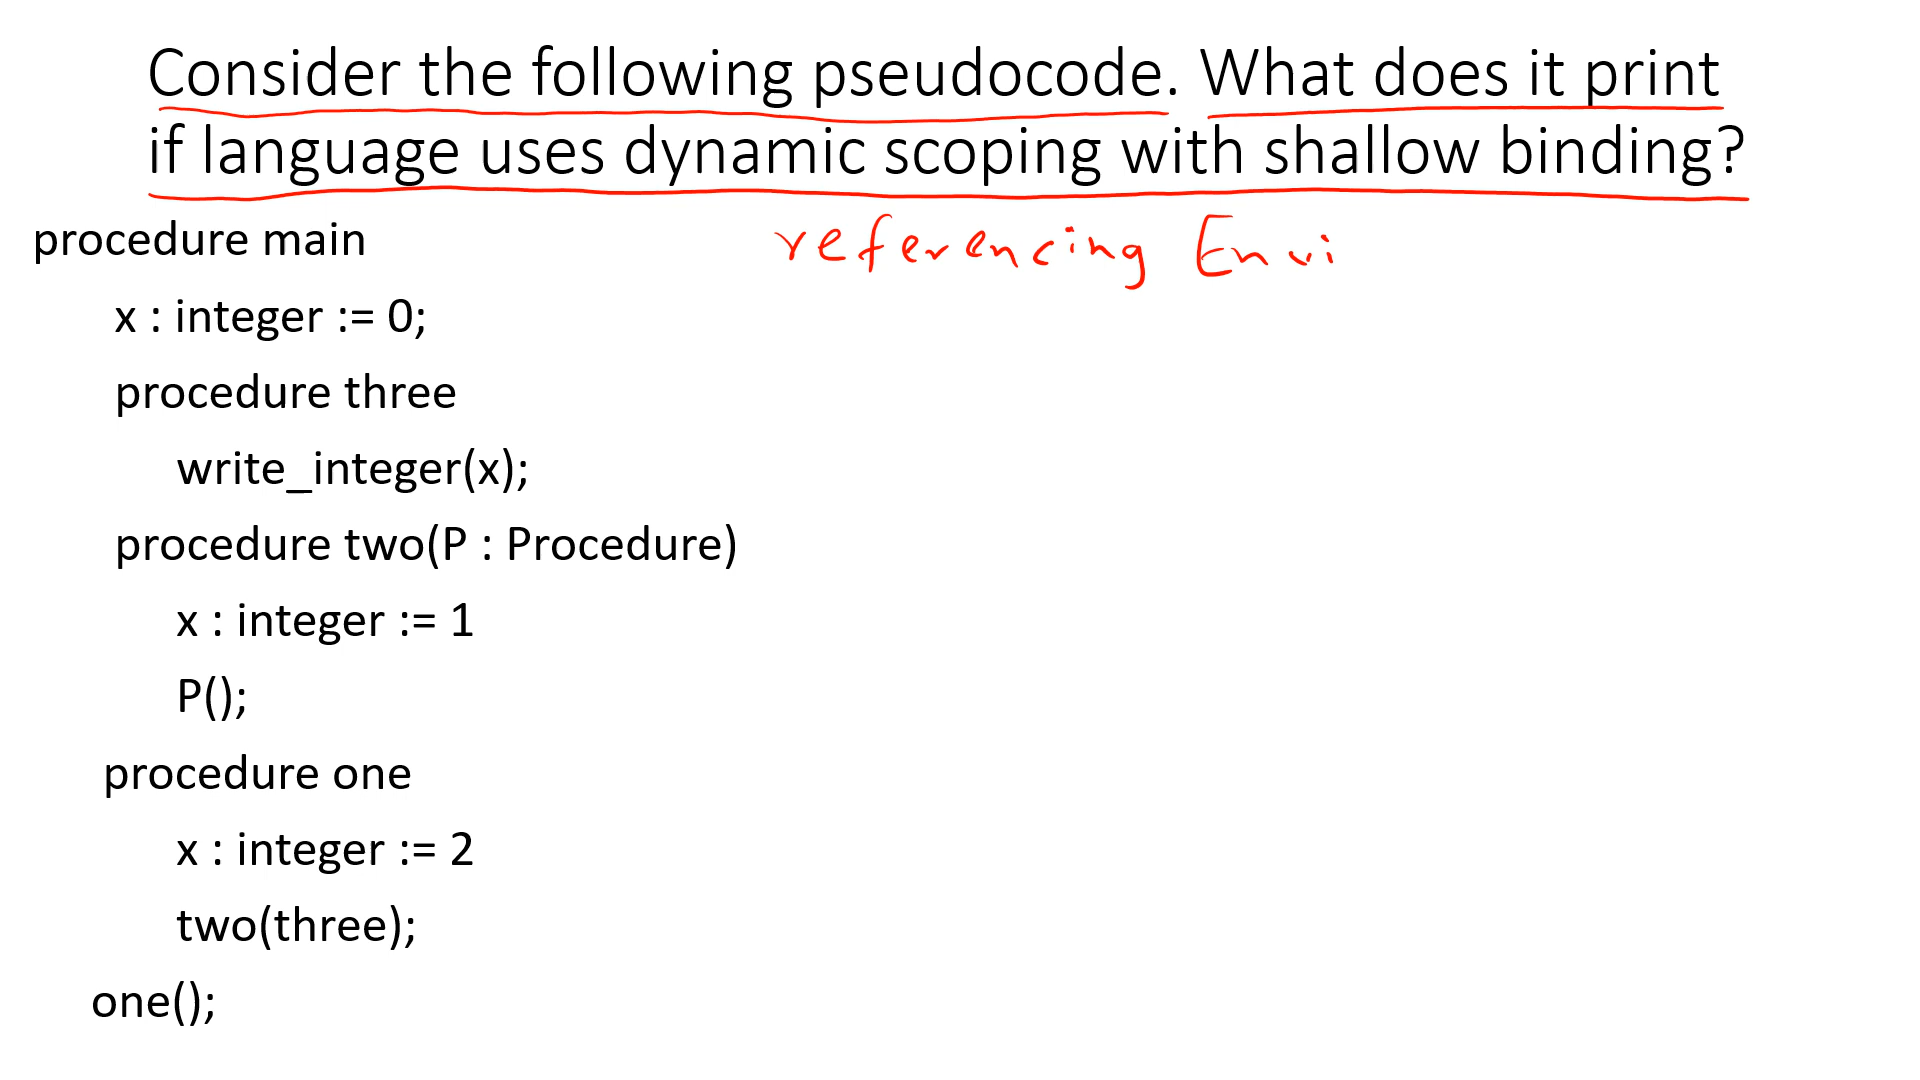 Consider the following pseudocode. What does it print
if language uses dynamic scoping with shallow binding?
referencing Envi
procedure main
x : integer := 0;
procedure three
write_integer(x);
procedure two(P : Procedure)
x : integer := 1
P();
procedure one
x : integer := 2
two(three);
one();